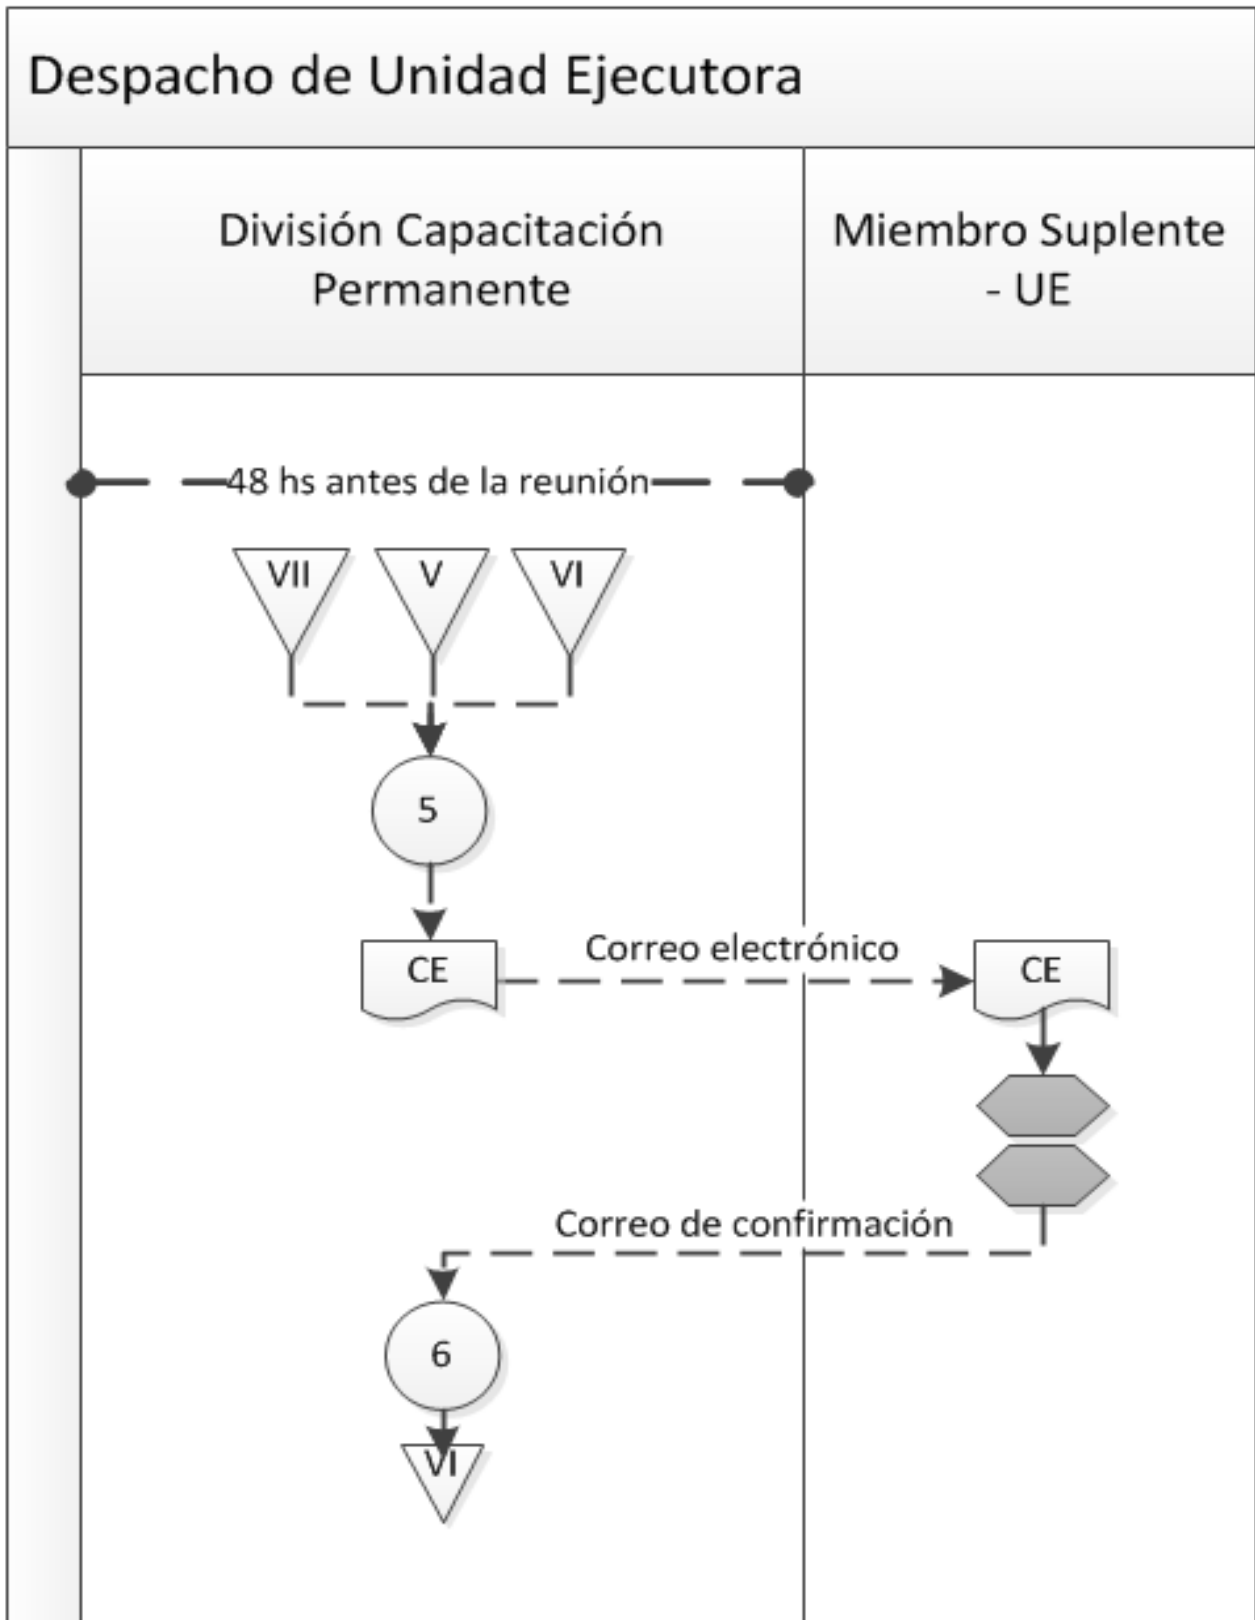 Despacho de Unidad Ejecutora
División Capacitación
Permanente
Miembro Suplente
- UE
48 hs antes de la reunión
VII
V
VI
5
CE
Correo electrónico
CE
Correo de confirmación
6
VI